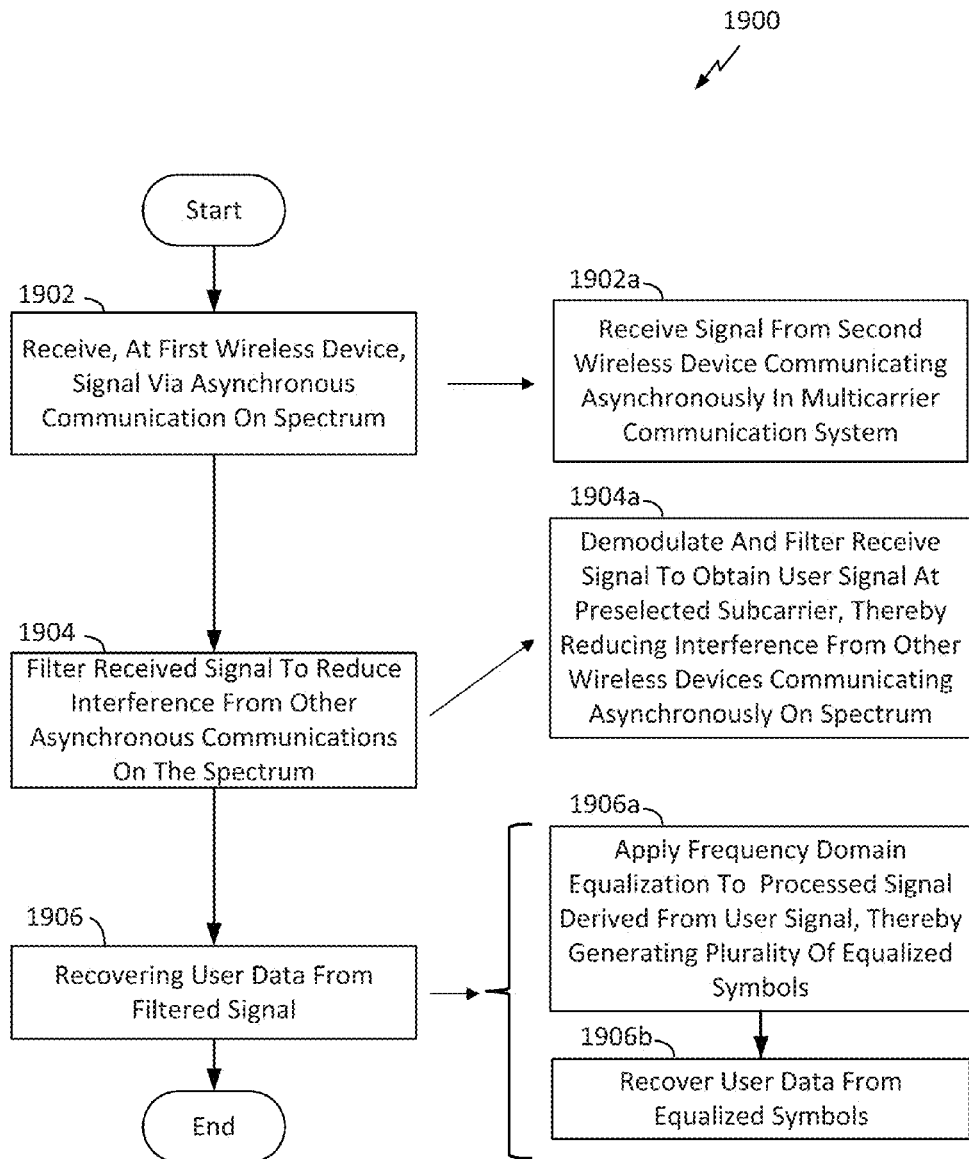 1900
Start
1902
Receive, At First Wireless Device,
Signal Via Asynchronous
Communication On Spectrum
1902a
Receive Signal From Second
Wireless Device Communicating
Asynchronously In Multicarrier
Communication System
1904a
Demodulate And Filter Receive
Signal To Obtain User Signal At
Preselected Subcarrier, Thereby
Reducing Interference From Other
Wireless Devices Communicating
Asynchronously On Spectrum
1904
Filter Received Signal To Reduce
Interference From Other
Asynchronous Communications
On The Spectrum
1906a
Apply Frequency Domain
Equalization To Processed Signal
Derived From User Signal, Thereby
Generating Plurality Of Equalized
Symbols
1906
Recovering User Data From
Filtered Signal
1906b
Recover User Data From
Equalized Symbols
End